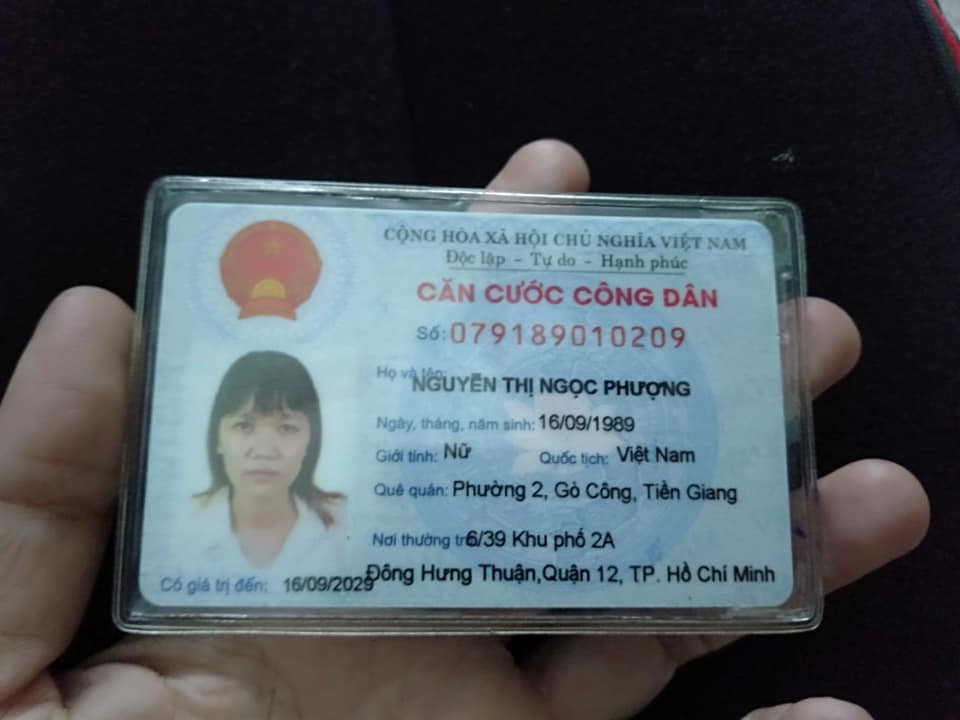 CỘNG HÒA XÃ HỘI CHỦ NGHĨA VIỆT NAM
Độc lập - Tự do - Hạnh phúc
CĂN CƯỚC CÔNG DÂN
Số: 079189010209
Họ và tên: NGUYỄN THỊ NGỌC PHƯỢNG
Ngày, tháng, năm sinh: 16/09/1989
Giới tính: Nữ Quốc tịch: Việt Nam
Quê quán: Phường 2, Gò Công, Tiền Giang
Nơi thường trú: 6/39 Khu phố 2A
Đông Hưng Thuận,Quận 12, TP. Hồ Chí Minh
Có giá trị đến: 16/09/2029